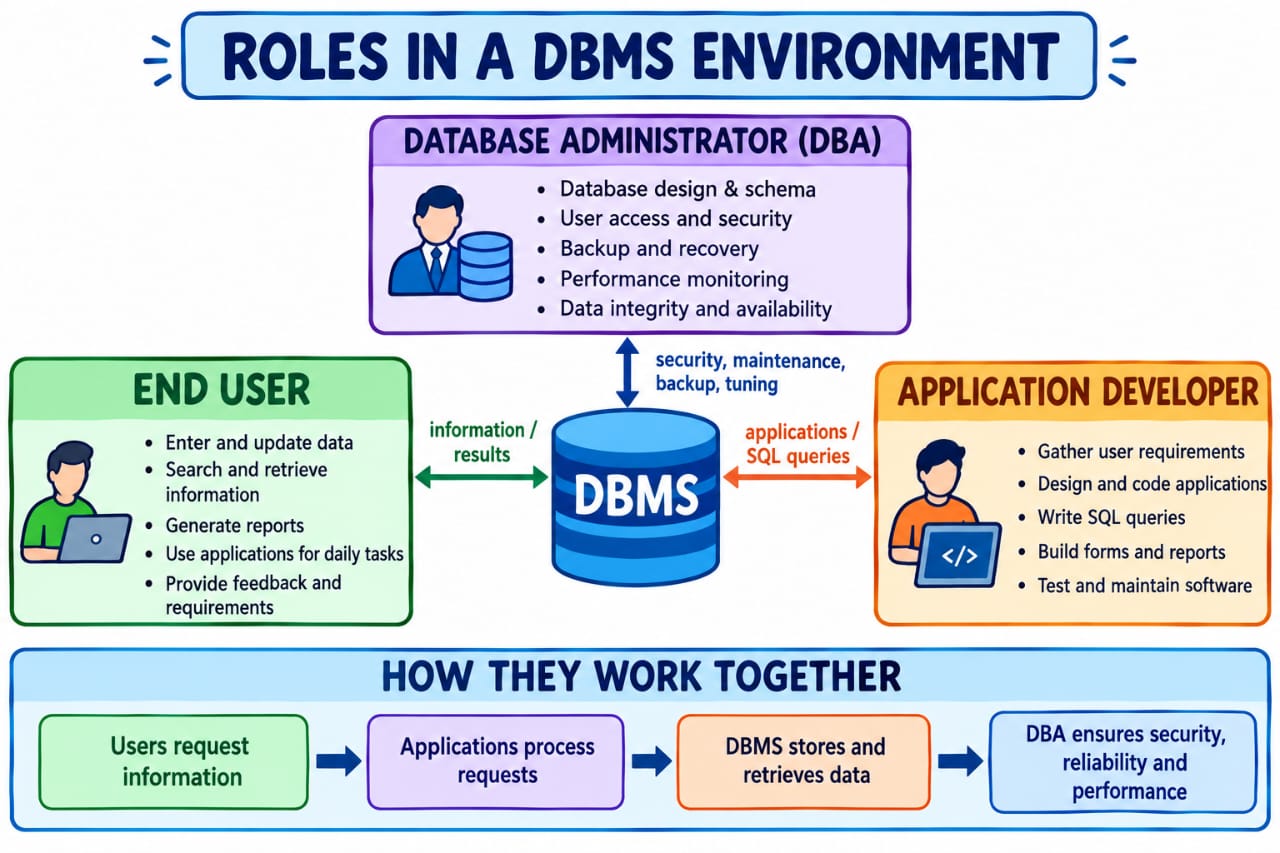 ROLES IN A DBMS ENVIRONMENT
DATABASE ADMINISTRATOR (DBA)
• Database design & schema
• User access and security
• Backup and recovery
• Performance monitoring
• Data integrity and availability
security, maintenance,
backup, tuning
END USER
• Enter and update data
• Search and retrieve
information
• Generate reports
• Use applications for daily tasks
• Provide feedback and
requirements
information /
results
DBMS
applications /
SQL queries
APPLICATION DEVELOPER
• Gather user requirements
• Design and code applications
• Write SQL queries
• Build forms and reports
• Test and maintain software
</>
HOW THEY WORK TOGETHER
Users request
information
Applications process
requests
DBMS stores and
retrieves data
DBA ensures security,
reliability and
performance